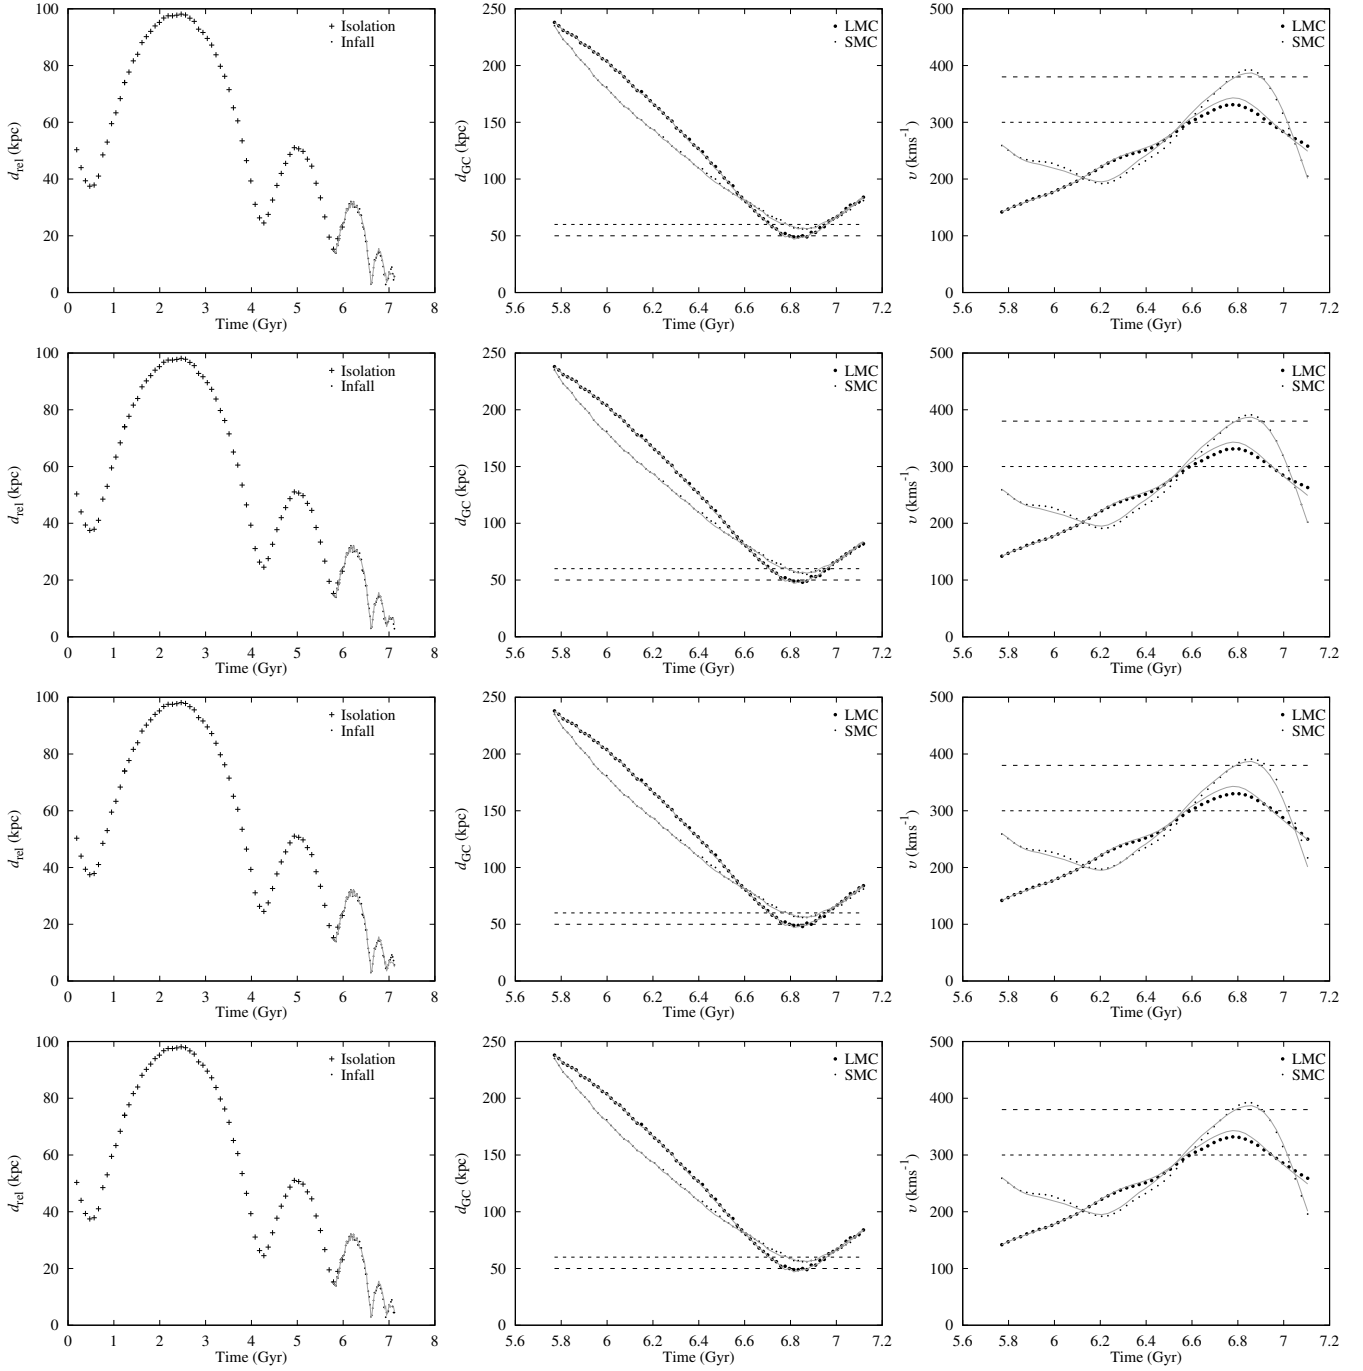 100
80
60
40
20
0
0 1 2 3 4 5 6 7 8
d_rel (kpc)
Time (Gyr)
Isolation
Infall
250
200
150
100
50
0
5.6 5.8 6 6.2 6.4 6.6 6.8 7 7.2
d_GC (kpc)
Time (Gyr)
LMC
SMC
500
400
300
200
100
0
5.6 5.8 6 6.2 6.4 6.6 6.8 7 7.2
υ (kms⁻¹)
Time (Gyr)
LMC
SMC
100
80
60
40
20
0
0 1 2 3 4 5 6 7 8
d_rel (kpc)
Time (Gyr)
Isolation
Infall
250
200
150
100
50
0
5.6 5.8 6 6.2 6.4 6.6 6.8 7 7.2
d_GC (kpc)
Time (Gyr)
LMC
SMC
500
400
300
200
100
0
5.6 5.8 6 6.2 6.4 6.6 6.8 7 7.2
υ (kms⁻¹)
Time (Gyr)
LMC
SMC
100
80
60
40
20
0
0 1 2 3 4 5 6 7 8
d_rel (kpc)
Time (Gyr)
Isolation
Infall
250
200
150
100
50
0
5.6 5.8 6 6.2 6.4 6.6 6.8 7 7.2
d_GC (kpc)
Time (Gyr)
LMC
SMC
500
400
300
200
100
0
5.6 5.8 6 6.2 6.4 6.6 6.8 7 7.2
υ (kms⁻¹)
Time (Gyr)
LMC
SMC
100
80
60
40
20
0
0 1 2 3 4 5 6 7 8
d_rel (kpc)
Time (Gyr)
Isolation
Infall
250
200
150
100
50
0
5.6 5.8 6 6.2 6.4 6.6 6.8 7 7.2
d_GC (kpc)
Time (Gyr)
LMC
SMC
500
400
300
200
100
0
5.6 5.8 6 6.2 6.4 6.6 6.8 7 7.2
υ (kms⁻¹)
Time (Gyr)
LMC
SMC